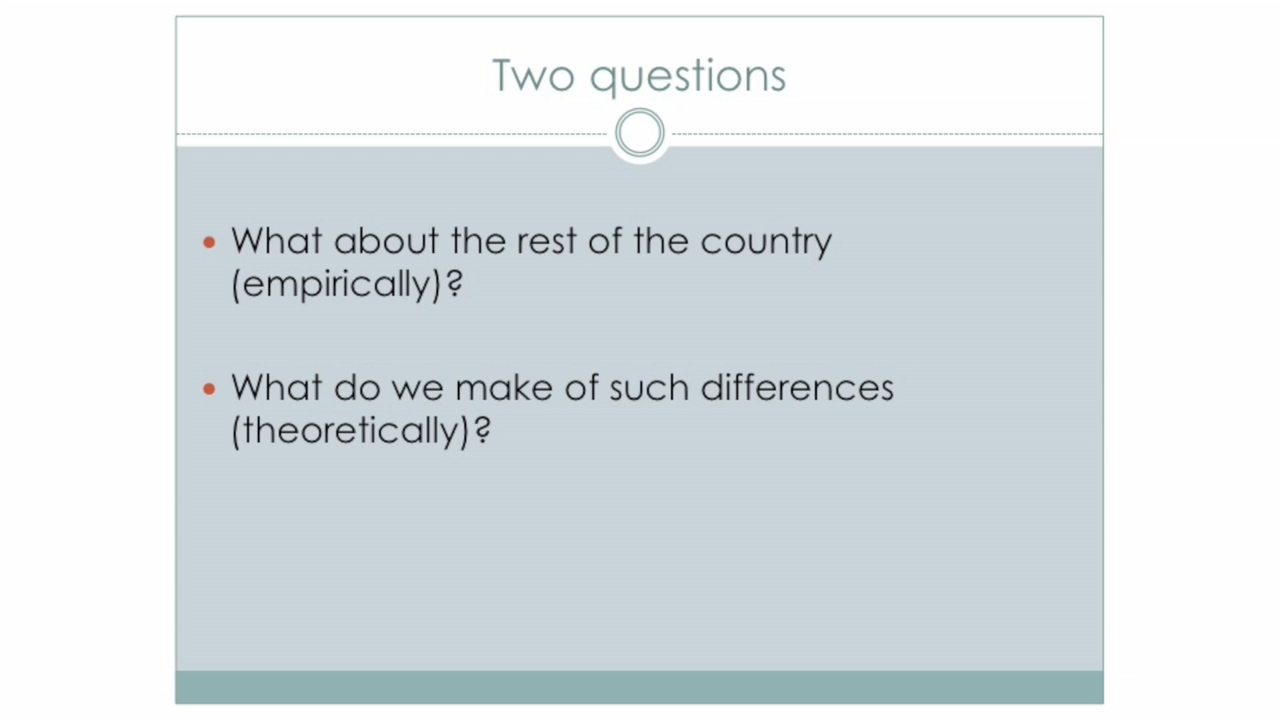 Two questions
• What about the rest of the country
(empirically)?
• What do we make of such differences
(theoretically)?